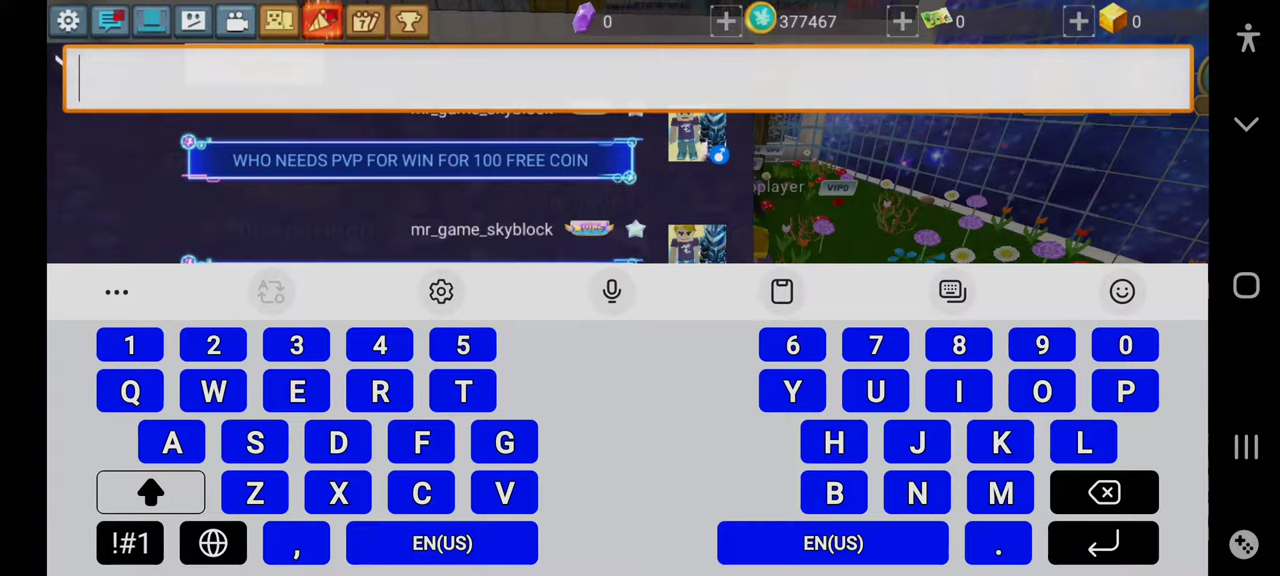 0 377467 0 0
mr_game_skyblock
WHO NEEDS PVP FOR WIN FOR 100 FREE COIN
player VIP0
mr_game_skyblock
1 2 3 4 5 6 7 8 9 0
Q W E R T Y U I O P
A S D F G H J K L
Z X C V B N M
!#1 , EN(US) EN(US) .